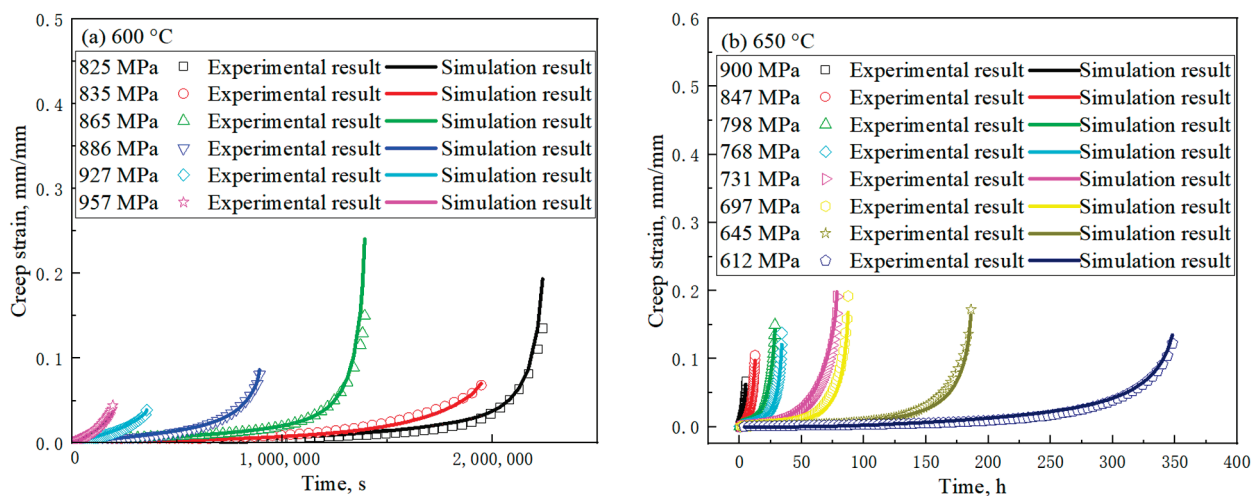 (a) 600 °C
825 MPa Experimental result Simulation result
835 MPa Experimental result Simulation result
865 MPa Experimental result Simulation result
886 MPa Experimental result Simulation result
927 MPa Experimental result Simulation result
957 MPa Experimental result Simulation result
Creep strain, mm/mm
0.5
0.4
0.3
0.2
0.1
0.0
0 1,000,000 2,000,000
Time, s
(b) 650 °C
900 MPa Experimental result Simulation result
847 MPa Experimental result Simulation result
798 MPa Experimental result Simulation result
768 MPa Experimental result Simulation result
731 MPa Experimental result Simulation result
697 MPa Experimental result Simulation result
645 MPa Experimental result Simulation result
612 MPa Experimental result Simulation result
Creep strain, mm/mm
0.6
0.5
0.4
0.3
0.2
0.1
0.0
0 50 100 150 200 250 300 350 400
Time, h